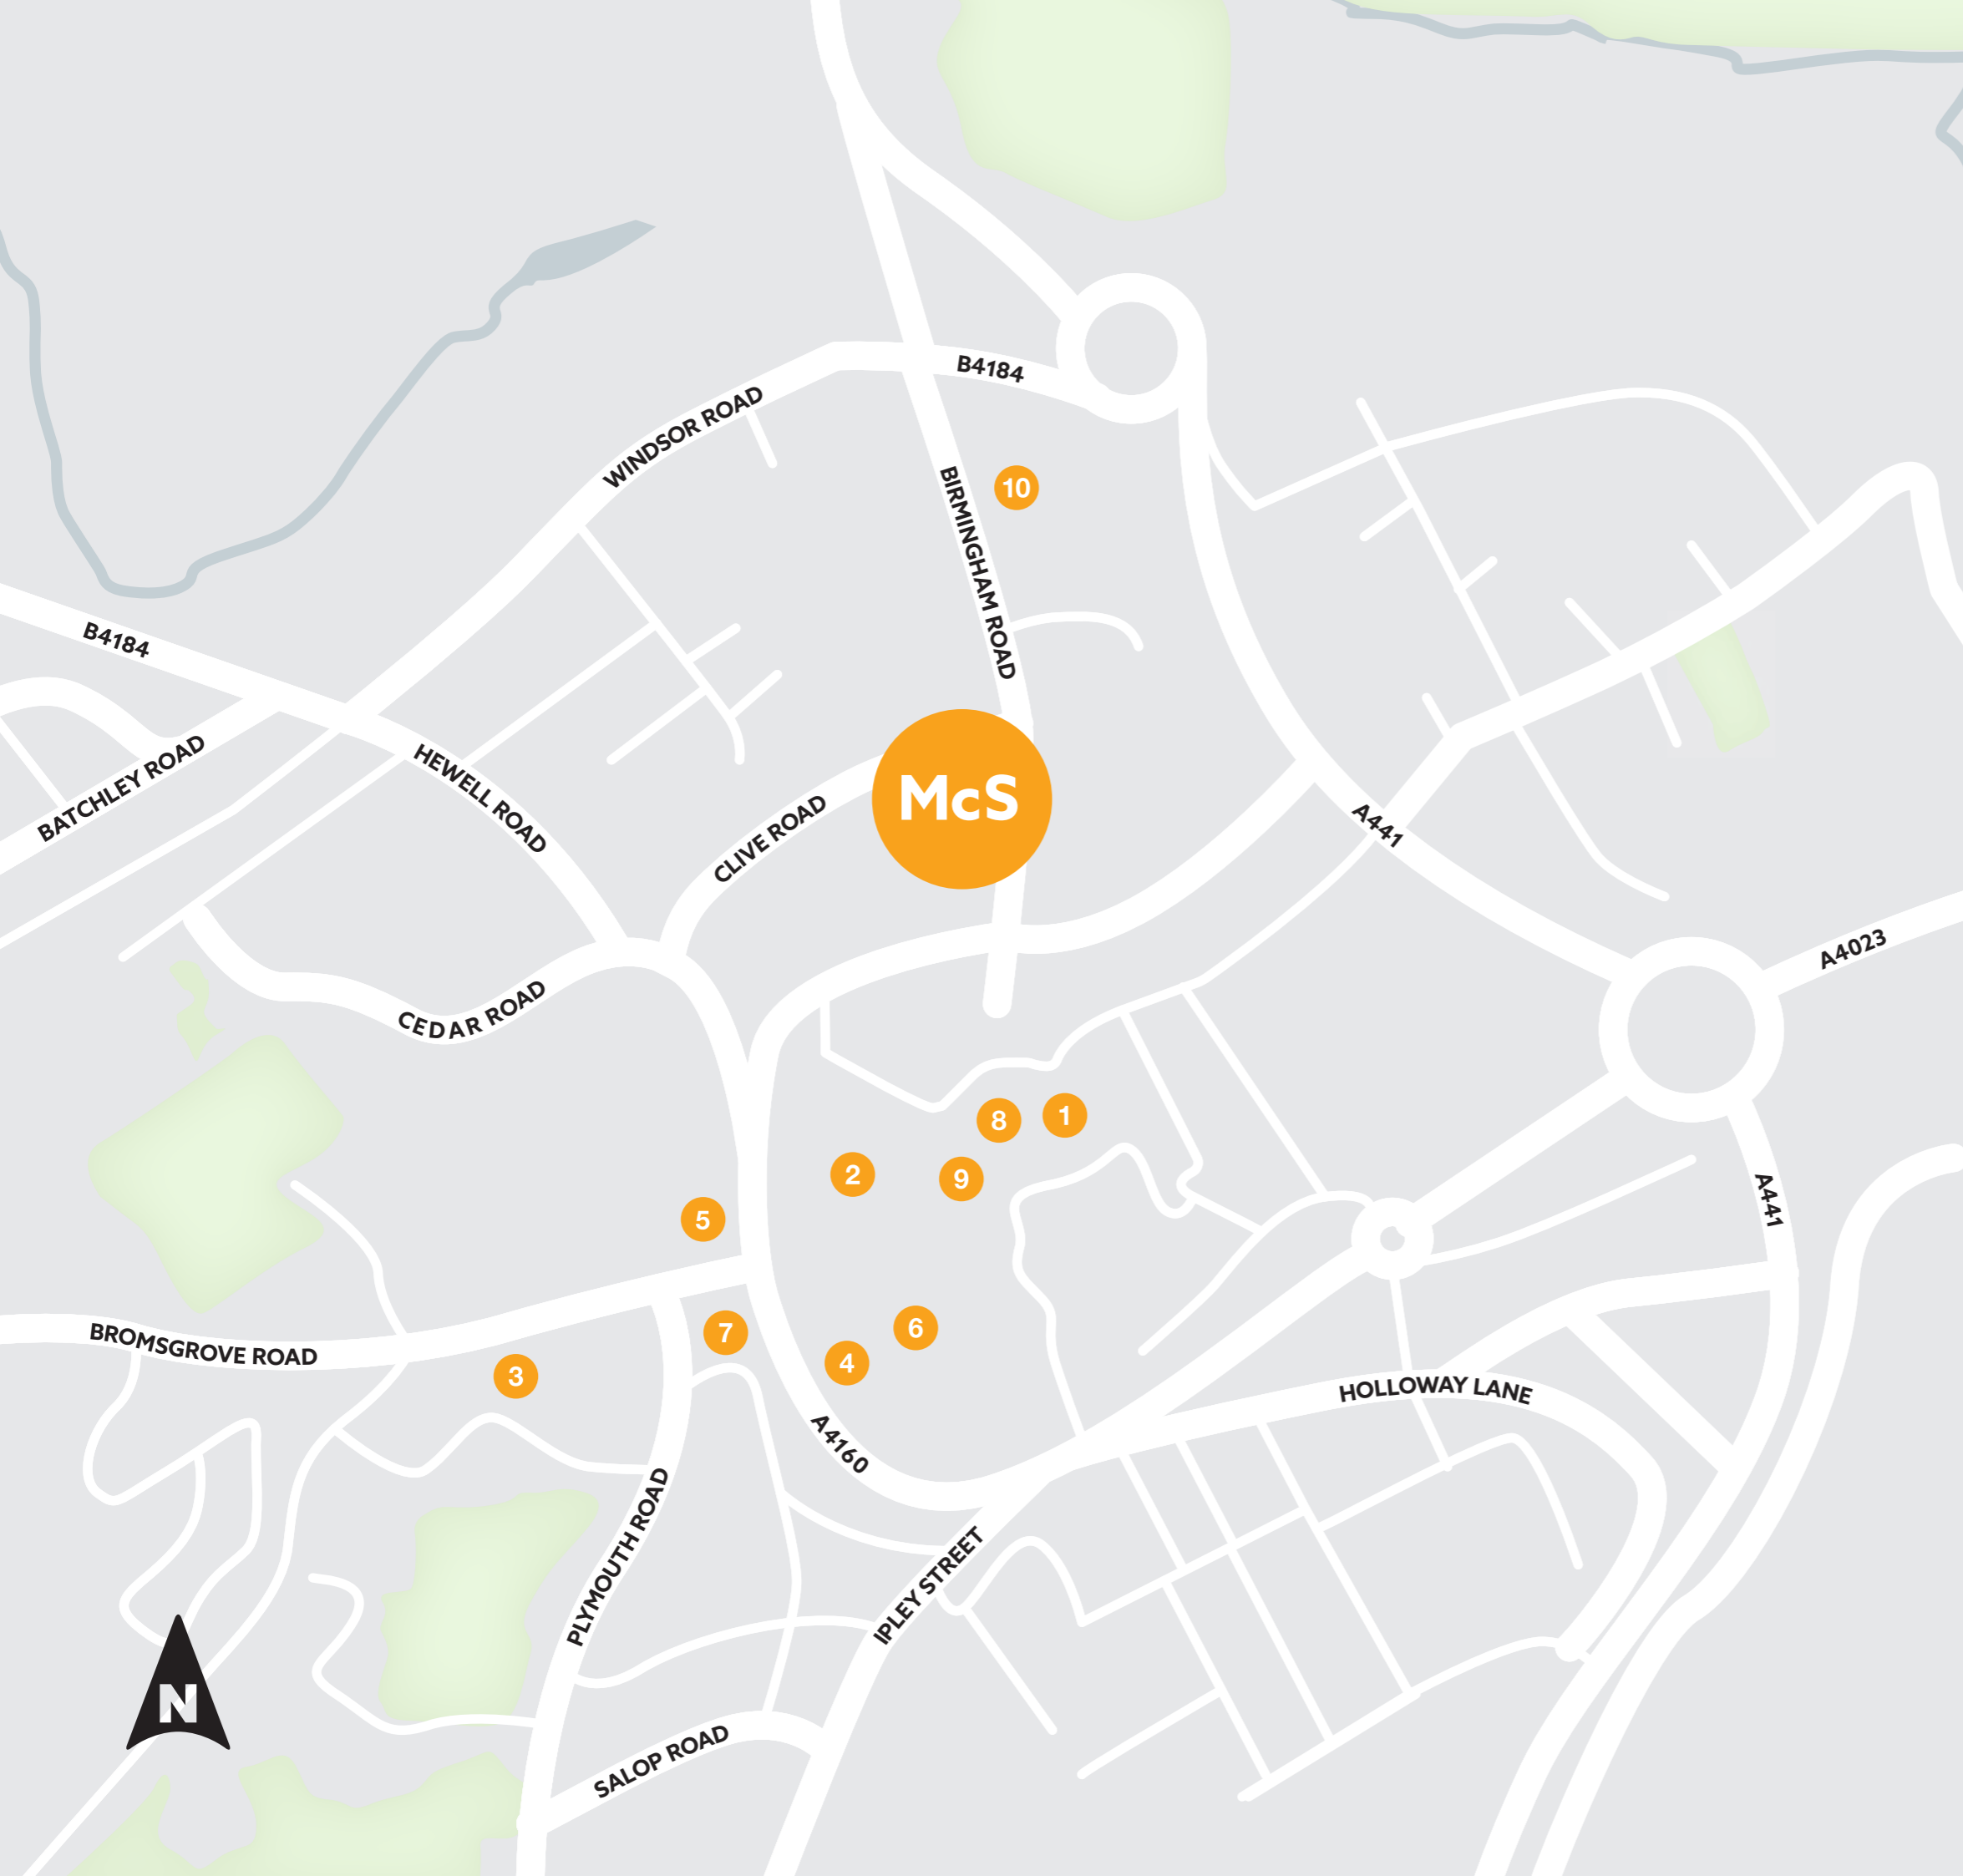 B4184
WINDSOR ROAD
BIRMINGHAM ROAD
10
B4184
BATCHLEY ROAD
HEWELL ROAD
CLIVE ROAD
McS
A441
A4023
CEDAR ROAD
8
1
2
9
5
A441
7
6
BROMSGROVE ROAD
3
4
HOLLOWAY LANE
A4160
PLYMOUTH ROAD
IPLEY STREET
N
SALOP ROAD